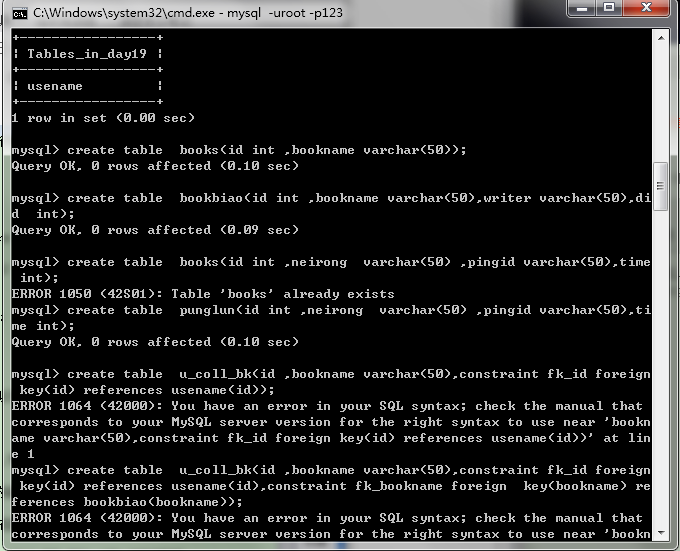 C:\Windows\system32\cmd.exe - mysql  -uroot -p123
+------------------+
| Tables_in_day19  |
+------------------+
| usename          |
+------------------+
1 row in set (0.00 sec)
mysql> create table  books(id int ,bookname varchar(50));
Query OK, 0 rows affected (0.10 sec)
mysql> create table  bookbiao(id int ,bookname varchar(50),writer varchar(50),di
d  int);
Query OK, 0 rows affected (0.09 sec)
mysql> create table  books(id int ,neirong  varchar(50) ,pingid varchar(50),time
 int);
ERROR 1050 (42S01): Table 'books' already exists
mysql> create table  punglun(id int ,neirong  varchar(50) ,pingid varchar(50),ti
me int);
Query OK, 0 rows affected (0.10 sec)
mysql> create table  u_coll_bk(id ,bookname varchar(50),constraint fk_id foreign
 key(id) references usename(id));
ERROR 1064 (42000): You have an error in your SQL syntax; check the manual that
corresponds to your MySQL server version for the right syntax to use near 'bookn
ame varchar(50),constraint fk_id foreign key(id) references usename(id))' at lin
e 1
mysql> create table  u_coll_bk(id ,bookname varchar(50),constraint fk_id foreign
 key(id) references usename(id),constraint fk_bookname foreign  key(bookname) re
ferences bookbiao(bookname));
ERROR 1064 (42000): You have an error in your SQL syntax; check the manual that
corresponds to your MySQL server version for the right syntax to use near 'bookn